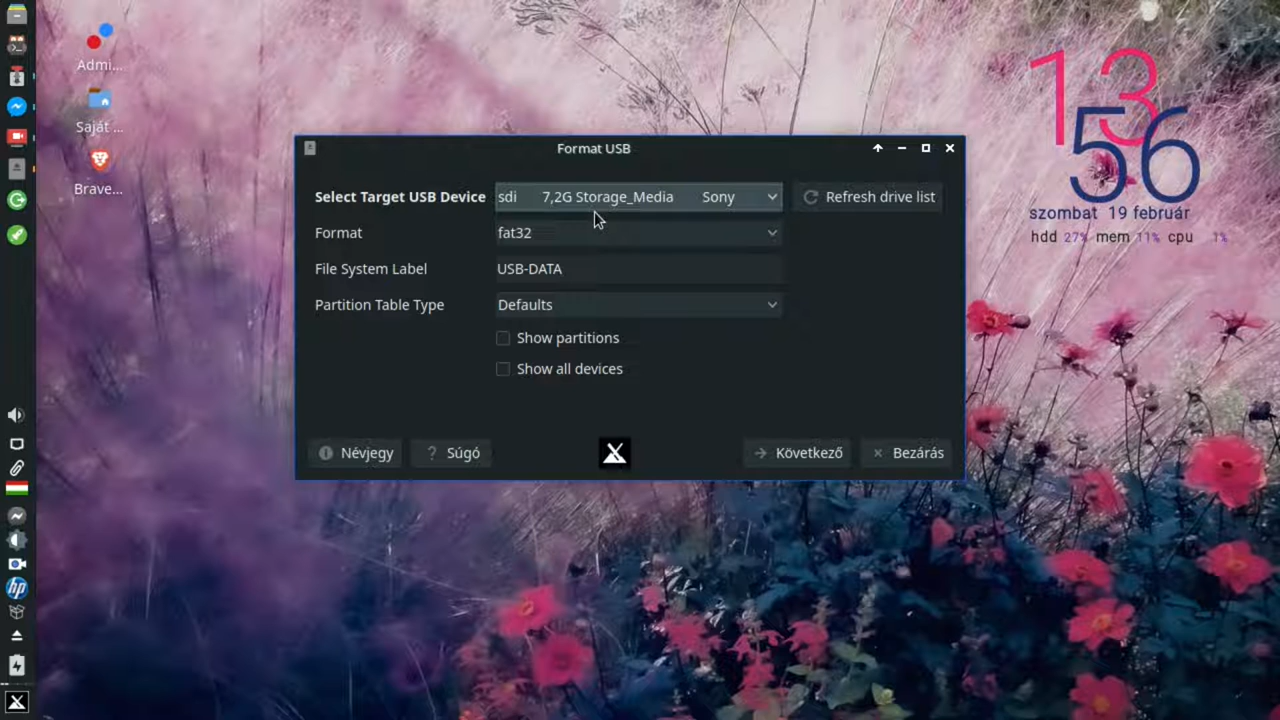 Admi...
Saját ...
Brave...
13
56
szombat 19 február
hdd 27% mem 11% cpu 1%
Format USB
Select Target USB Device sdi 7,2G Storage_Media Sony Refresh drive list
Format fat32
File System Label USB-DATA
Partition Table Type Defaults
Show partitions
Show all devices
Névjegy ? Súgó Következő Bezárás
hp